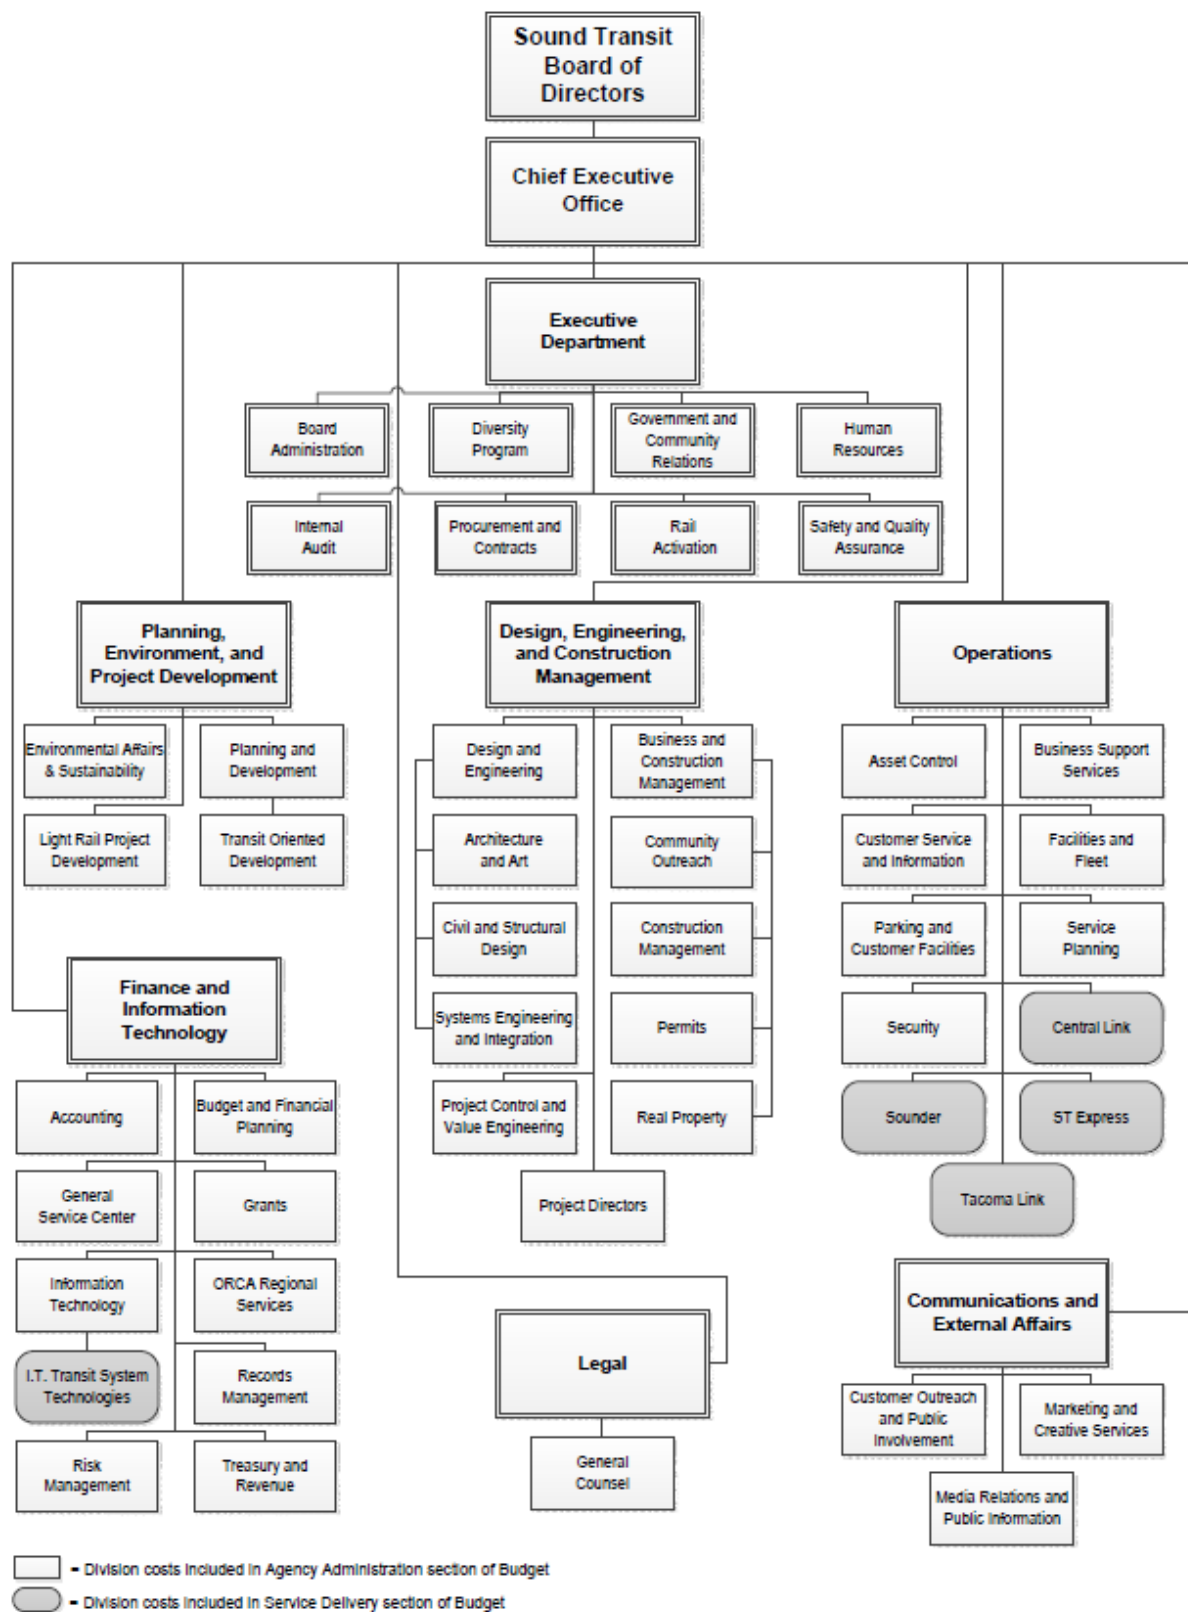 Sound Transit
Board of
Directors
Chief Executive
Office
Executive
Department
Board
Administration
Diversity
Program
Government and
Community
Relations
Human
Resources
Internal
Audit
Procurement and
Contracts
Rail
Activation
Safety and Quality
Assurance
Planning,
Environment, and
Project Development
Environmental Affairs
& Sustainability
Planning and
Development
Light Rail Project
Development
Transit Oriented
Development
Design, Engineering,
and Construction
Management
Design and
Engineering
Business and
Construction
Management
Architecture
and Art
Community
Outreach
Civil and Structural
Design
Construction
Management
Systems Engineering
and Integration
Permits
Project Control and
Value Engineering
Real Property
Project Directors
Operations
Asset Control
Business Support
Services
Customer Service
and Information
Facilities and
Fleet
Parking and
Customer Facilities
Service
Planning
Security
Central Link
Sounder
ST Express
Tacoma Link
Finance and
Information
Technology
Accounting
Budget and Financial
Planning
General
Service Center
Grants
Information
Technology
ORCA Regional
Services
I.T. Transit System
Technologies
Records
Management
Risk
Management
Treasury and
Revenue
Legal
General
Counsel
Communications and
External Affairs
Customer Outreach
and Public
Involvement
Marketing and
Creative Services
Media Relations and
Public Information
= Division costs included in Agency Administration section of Budget
= Division costs included in Service Delivery section of Budget